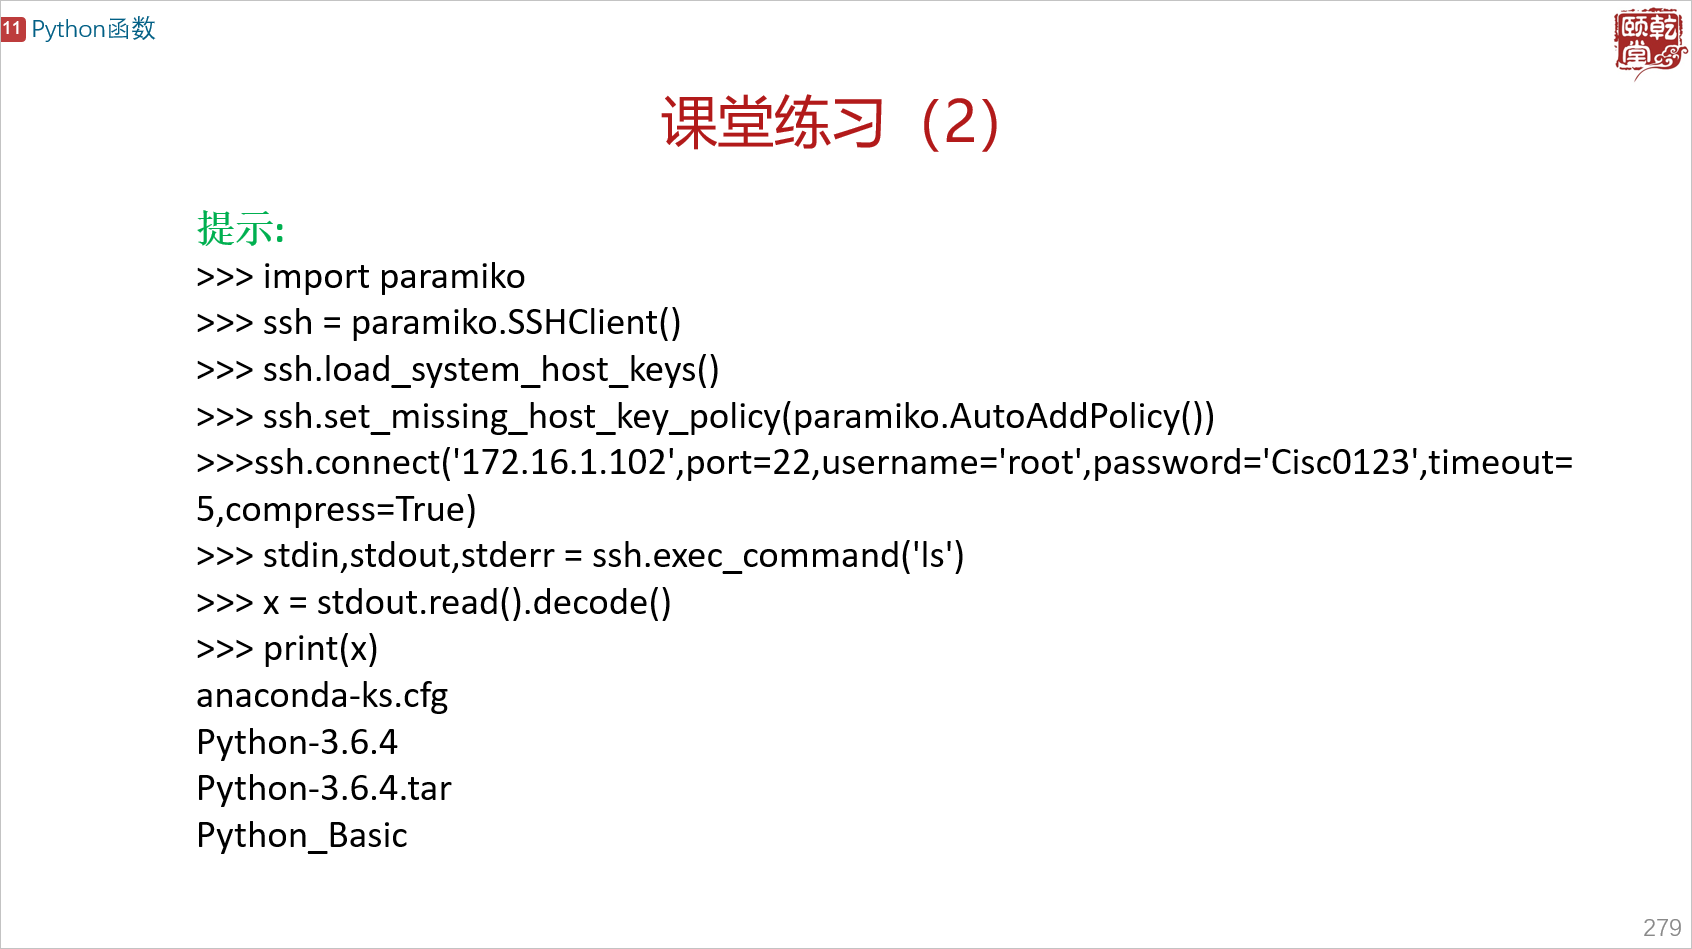 11 Python函数
颐乾堂
课堂练习（2）
提示:
>>> import paramiko
>>> ssh = paramiko.SSHClient()
>>> ssh.load_system_host_keys()
>>> ssh.set_missing_host_key_policy(paramiko.AutoAddPolicy())
>>>ssh.connect('172.16.1.102',port=22,username='root',password='Cisc0123',timeout=
5,compress=True)
>>> stdin,stdout,stderr = ssh.exec_command('ls')
>>> x = stdout.read().decode()
>>> print(x)
anaconda-ks.cfg
Python-3.6.4
Python-3.6.4.tar
Python_Basic
279